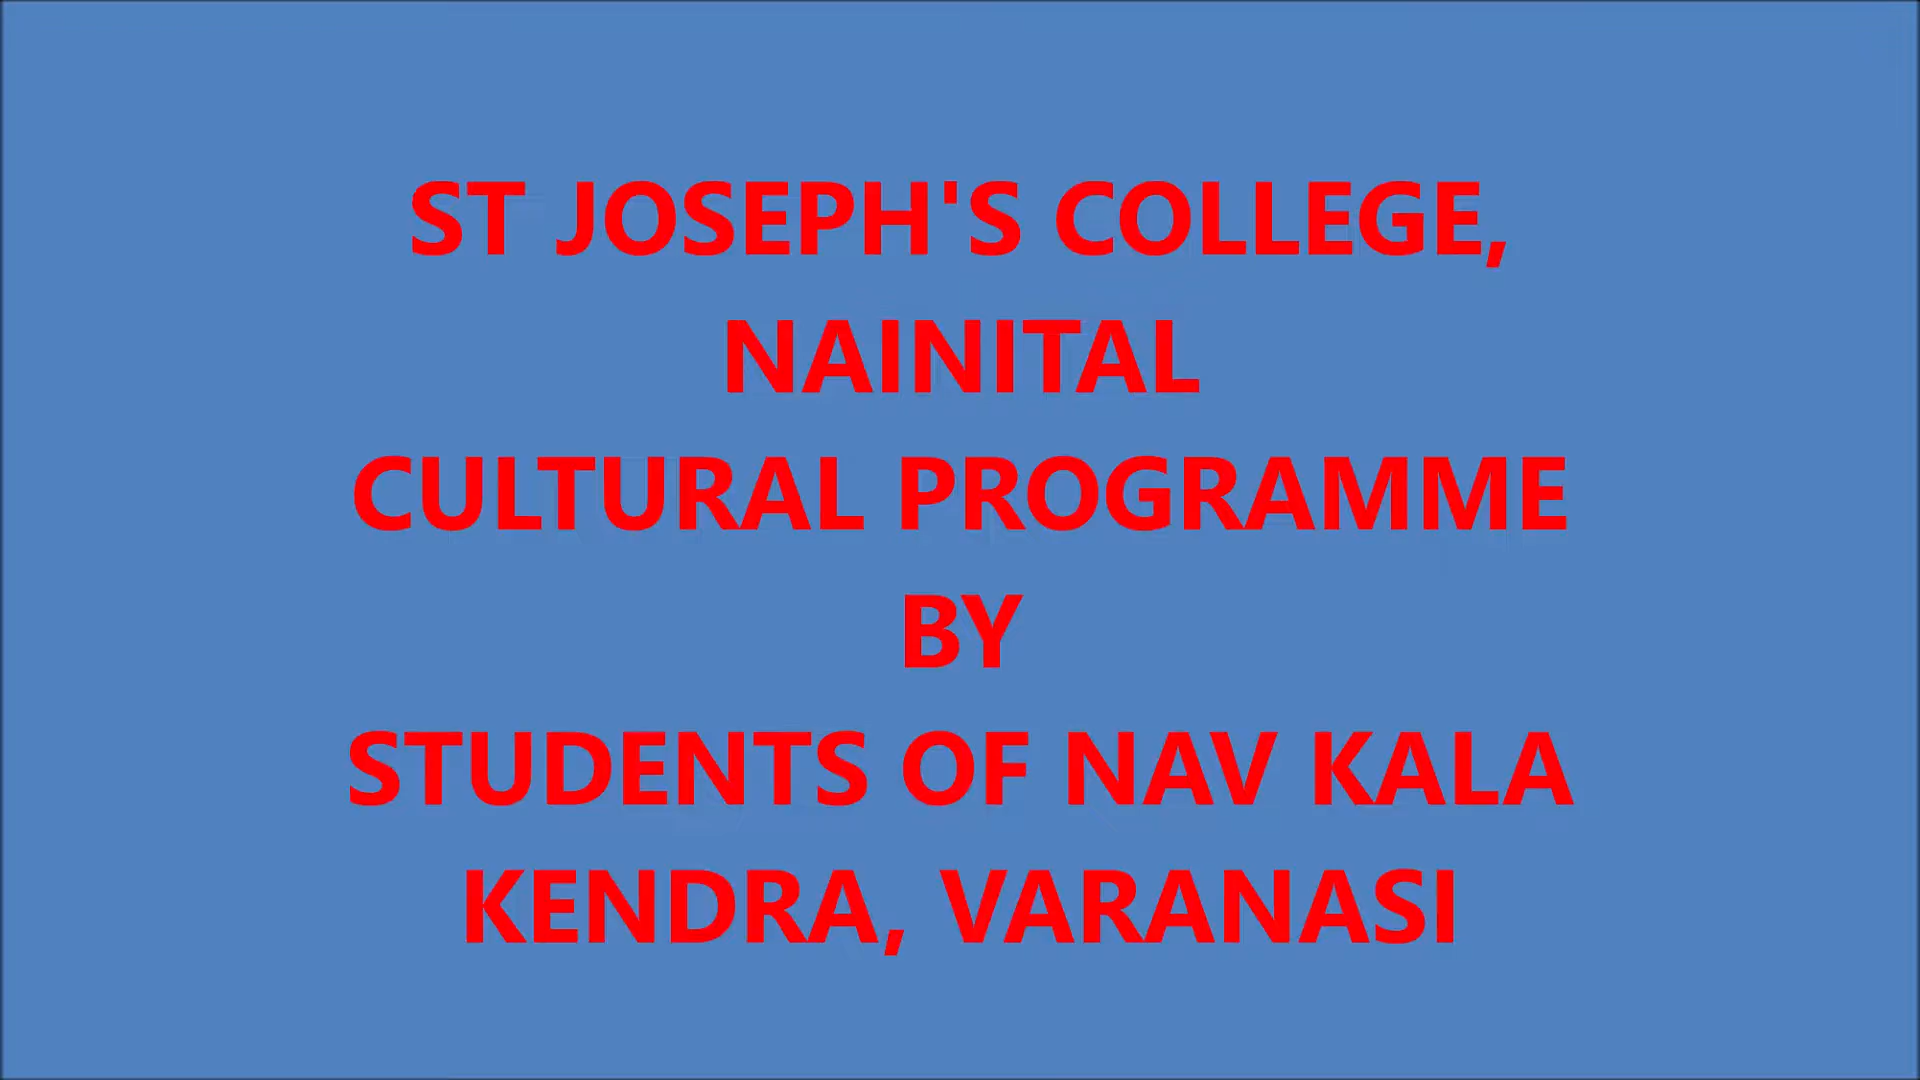 ST JOSEPH'S COLLEGE,
NAINITAL
CULTURAL PROGRAMME
BY
STUDENTS OF NAV KALA
KENDRA, VARANASI